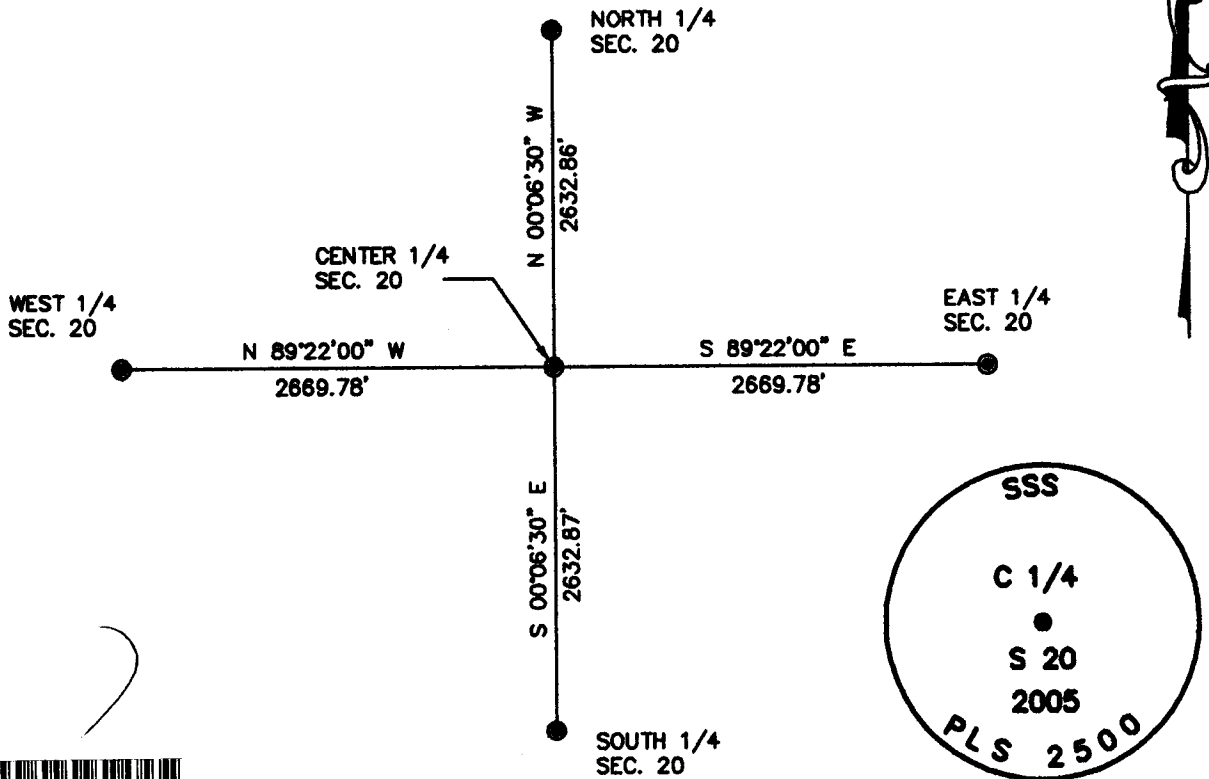 NORTH 1/4
SEC. 20
N 00°06'30" W
2632.86'
CENTER 1/4
SEC. 20
WEST 1/4
SEC. 20
EAST 1/4
SEC. 20
N 89°22'00" W
2669.78'
S 89°22'00" E
2669.78'
S 00°06'30" E
2632.87'
SOUTH 1/4
SEC. 20
SSS
C 1/4
S 20
2005
PLS 2500